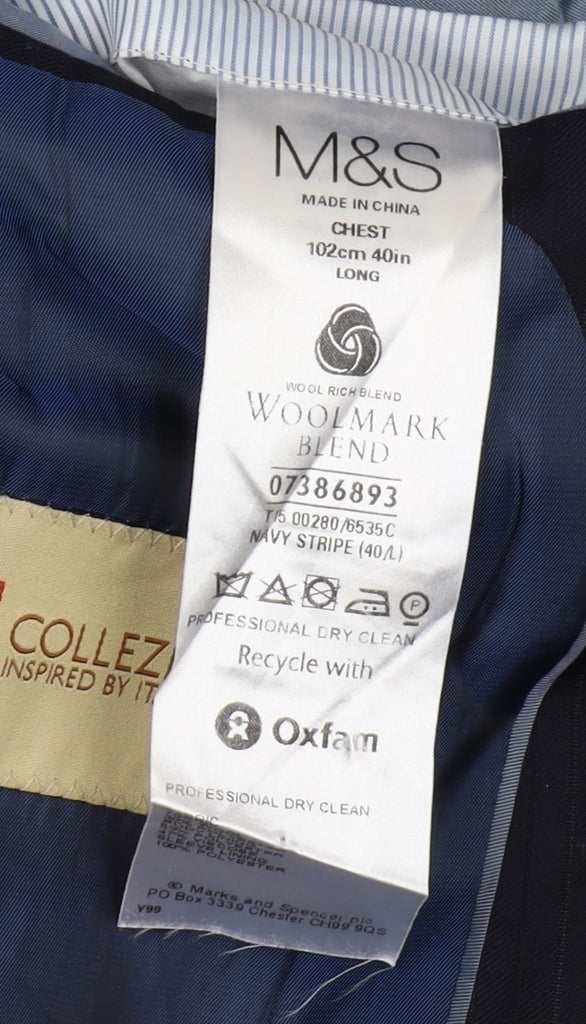 M&S
MADE IN CHINA
CHEST
102cm 40in
LONG
WOOL RICH BLEND
WOOLMARK
BLEND
07386893
T15 00280/6535C
NAVY STRIPE (40/L)
P
PROFESSIONAL DRY CLEAN
Recycle with
Oxfam
PROFESSIONAL DRY CLEAN
100% POLYESTER
© Marks and Spencer plc
PO Box 3339 Chester CH99 9QS
Y99
COLLEZI
INSPIRED BY IT